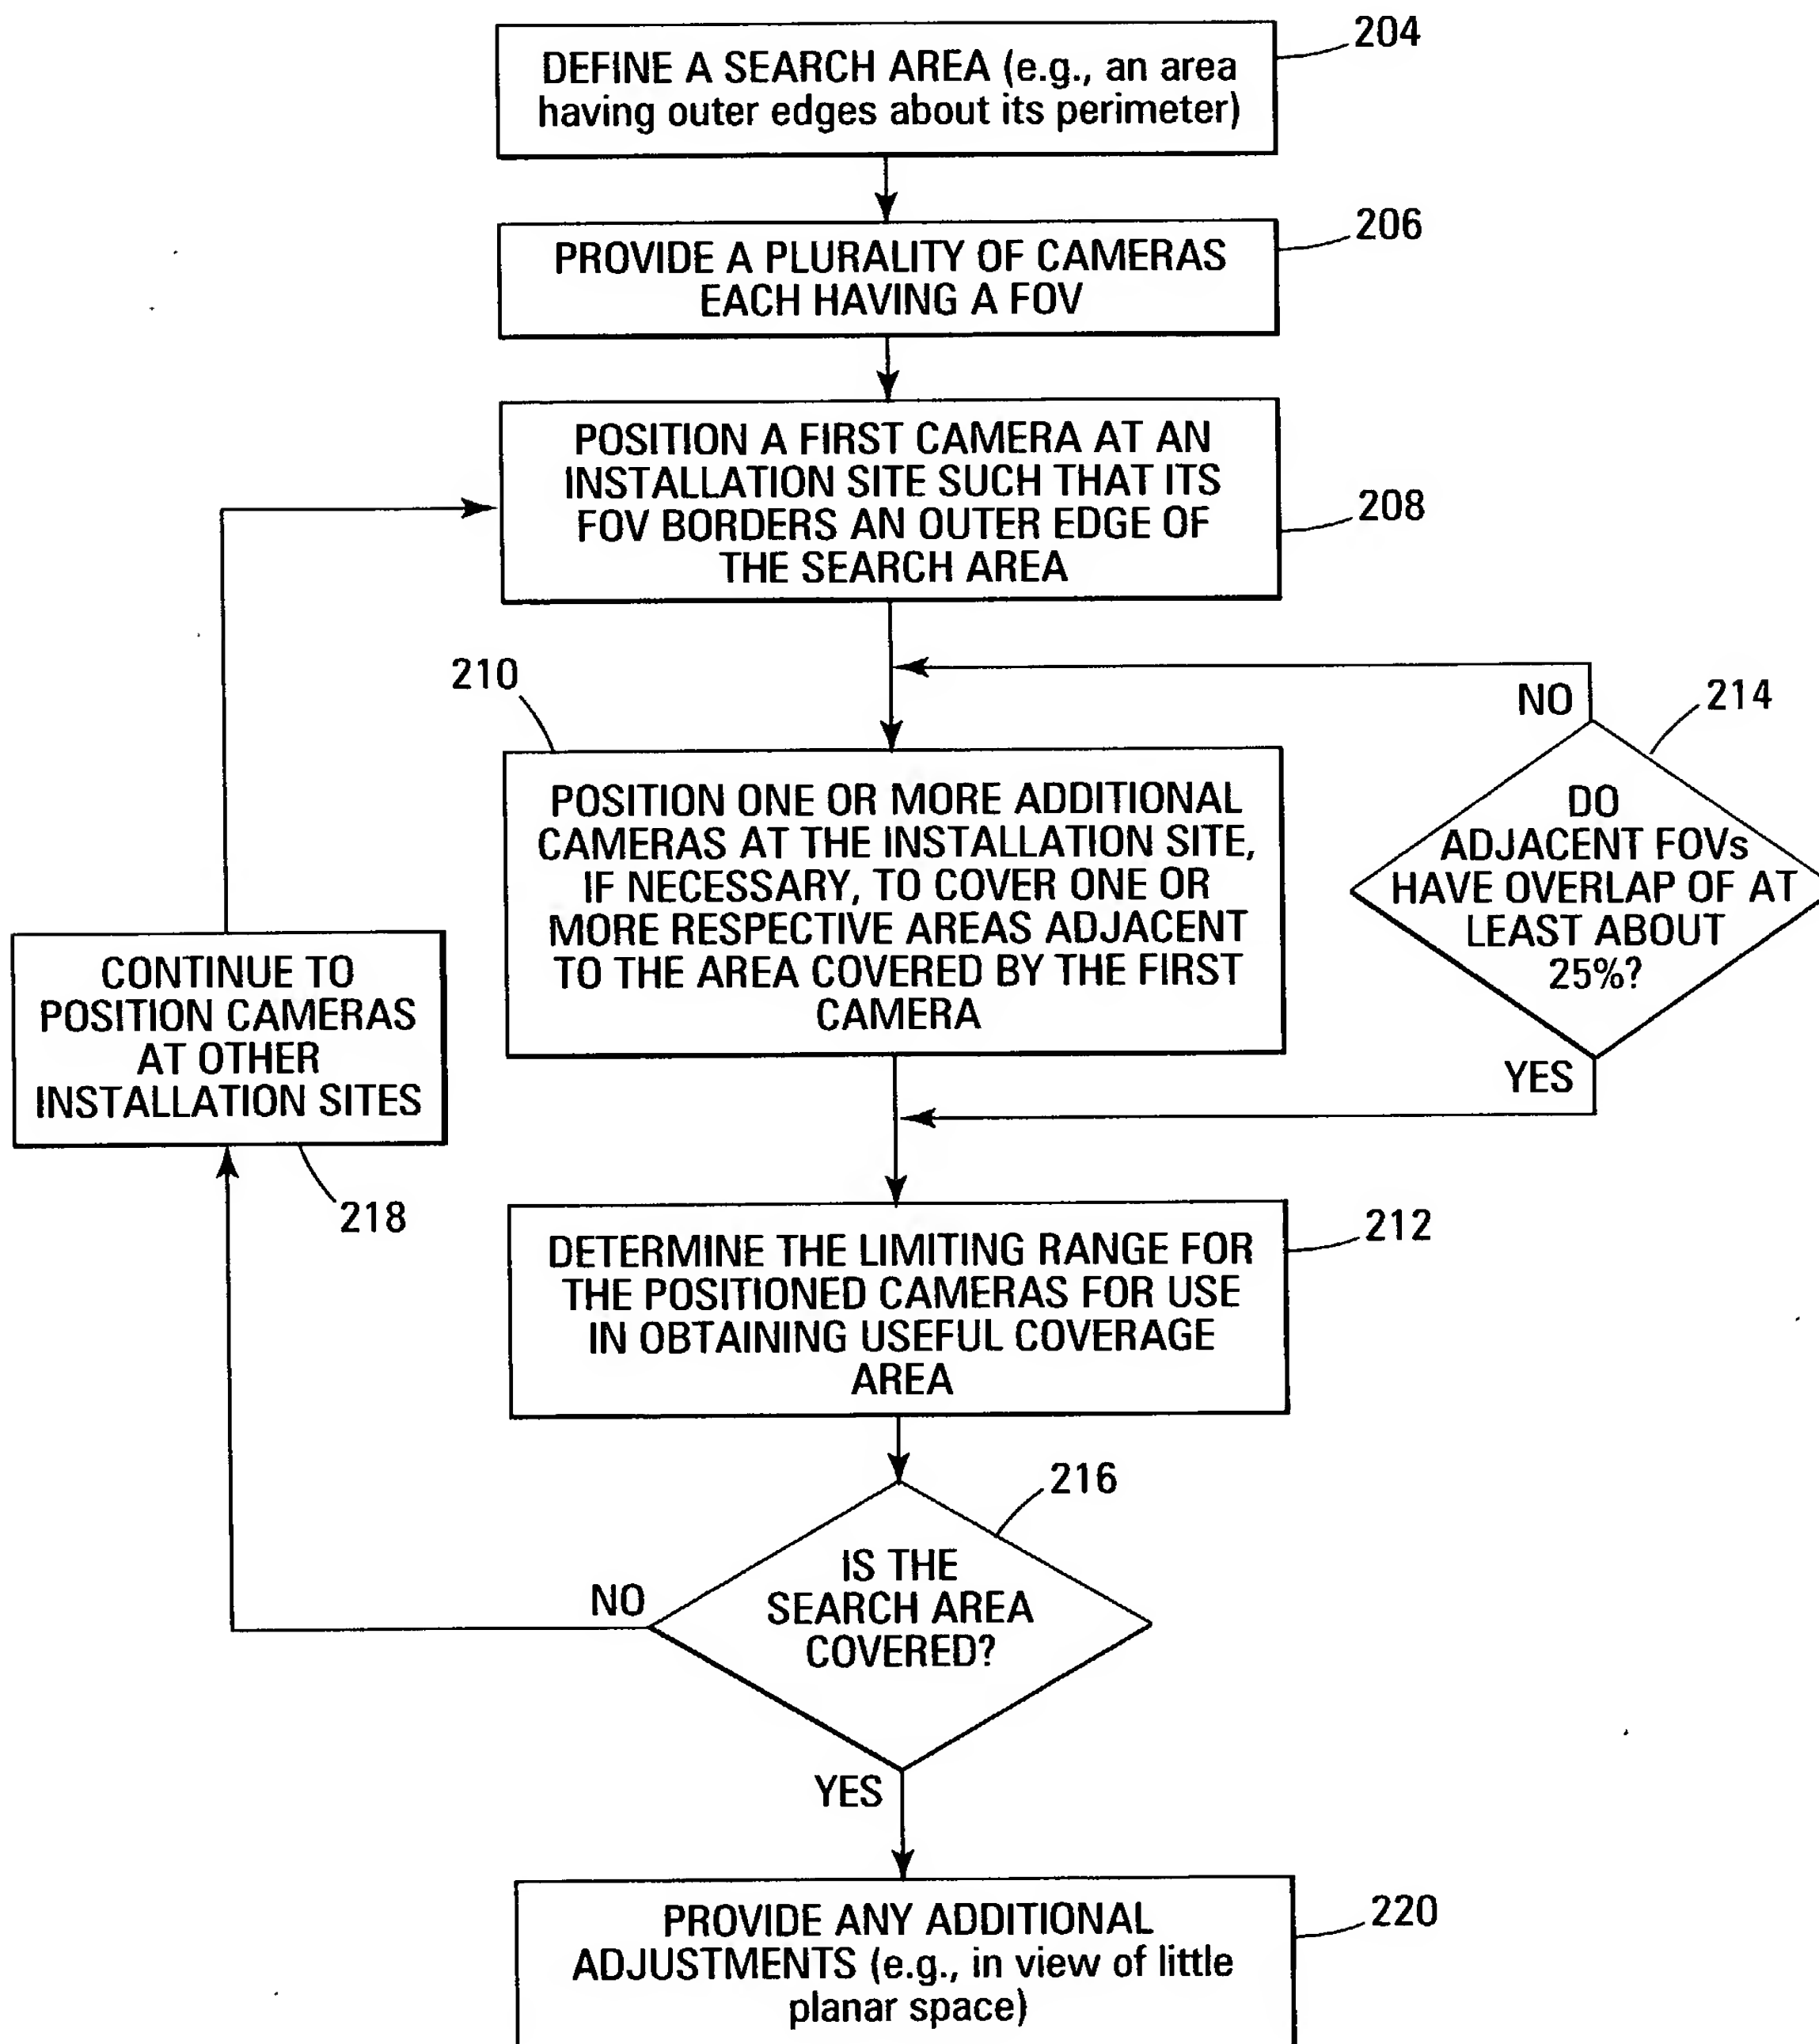 204
DEFINE A SEARCH AREA (e.g., an area
having outer edges about its perimeter)
206
PROVIDE A PLURALITY OF CAMERAS
EACH HAVING A FOV
POSITION A FIRST CAMERA AT AN
INSTALLATION SITE SUCH THAT ITS
FOV BORDERS AN OUTER EDGE OF
THE SEARCH AREA
208
210
NO
214
POSITION ONE OR MORE ADDITIONAL
CAMERAS AT THE INSTALLATION SITE,
IF NECESSARY, TO COVER ONE OR
MORE RESPECTIVE AREAS ADJACENT
TO THE AREA COVERED BY THE FIRST
CAMERA
DO
ADJACENT FOVs
HAVE OVERLAP OF AT
LEAST ABOUT
25%?
YES
CONTINUE TO
POSITION CAMERAS
AT OTHER
INSTALLATION SITES
218
212
DETERMINE THE LIMITING RANGE FOR
THE POSITIONED CAMERAS FOR USE
IN OBTAINING USEFUL COVERAGE
AREA
216
IS THE
SEARCH AREA
COVERED?
NO
YES
220
PROVIDE ANY ADDITIONAL
ADJUSTMENTS (e.g., in view of little
planar space)